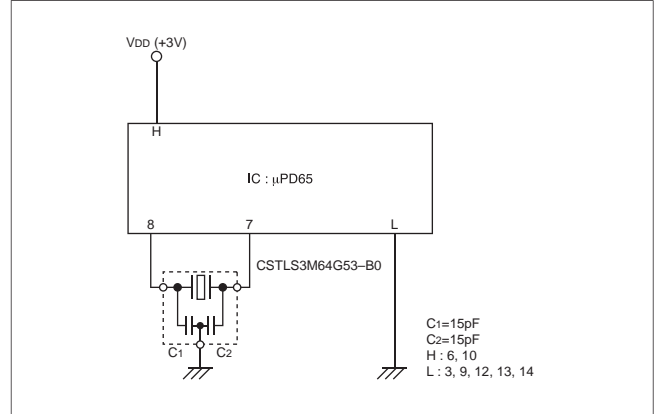 VDD (+3V)
H
IC : μPD65
8 7 L
CSTLS3M64G53–B0
C1 C2
C1=15pF
C2=15pF
H : 6, 10
L : 3, 9, 12, 13, 14